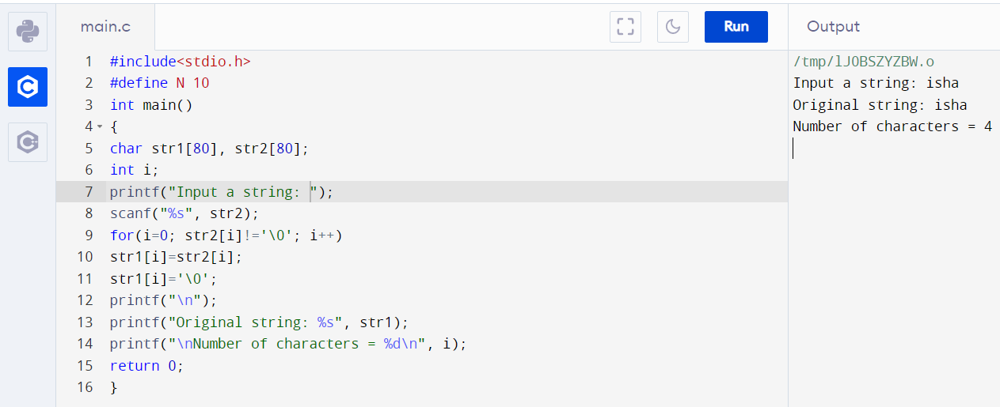 main.c
Run
Output
1 #include<stdio.h>
2 #define N 10
3 int main()
4 {
5 char str1[80], str2[80];
6 int i;
7 printf("Input a string: ");
8 scanf("%s", str2);
9 for(i=0; str2[i]!='\0'; i++)
10 str1[i]=str2[i];
11 str1[i]='\0';
12 printf("\n");
13 printf("Original string: %s", str1);
14 printf("\nNumber of characters = %d\n", i);
15 return 0;
16 }
/tmp/lJ0BSZYZBW.o
Input a string: isha
Original string: isha
Number of characters = 4